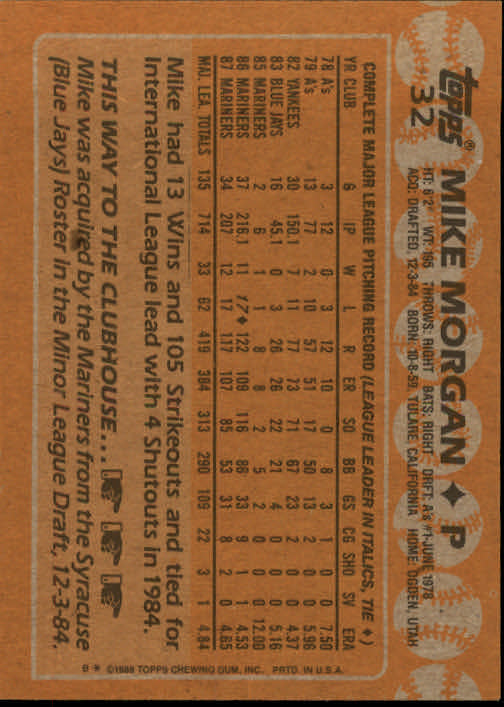 topps® MIKE MORGAN ♦ P
32
HT: 6'2" WT: 195 THROWS: RIGHT BATS: RIGHT DRFT: A's #1-JUNE, 1978
ACQ: DRAFTED, 12-3-84 BORN: 10-8-59, TULARE, CALIFORNIA HOME: OGDEN, UTAH
COMPLETE MAJOR LEAGUE PITCHING RECORD (LEAGUE LEADER IN ITALICS, TIE ♦)
YR CLUB G IP W L R ER SO BB GS CG SHO SV ERA
78 A's 3 12 0 3 12 10 0 8 3 1 0 0 7.50
79 A's 13 77 2 10 57 51 17 50 13 2 0 0 5.96
82 YANKEES 30 150.1 7 11 77 73 71 67 23 2 0 0 4.37
83 BLUE JAYS 16 45.1 0 3 26 26 22 21 4 0 0 0 5.16
85 MARINERS 2 6 1 1 8 8 2 5 2 0 0 0 12.00
86 MARINERS 37 216.1 11 17♦ 122 109 116 86 33 9 1 1 4.53
87 MARINERS 34 207 12 17 117 107 85 53 31 8 2 0 4.65
MAJ. LEA. TOTALS 135 714 33 62 419 384 313 290 109 22 3 1 4.84
Mike had 13 Wins and 105 Strikeouts and tied for
International League lead with 4 Shutouts in 1984.
THIS WAY TO THE CLUBHOUSE...
Mike was acquired by the Mariners from the Syracuse
(Blue Jays) Roster in the Minor League Draft, 12-3-84.
B * ©1988 TOPPS CHEWING GUM, INC. PRTD. IN U.S.A.